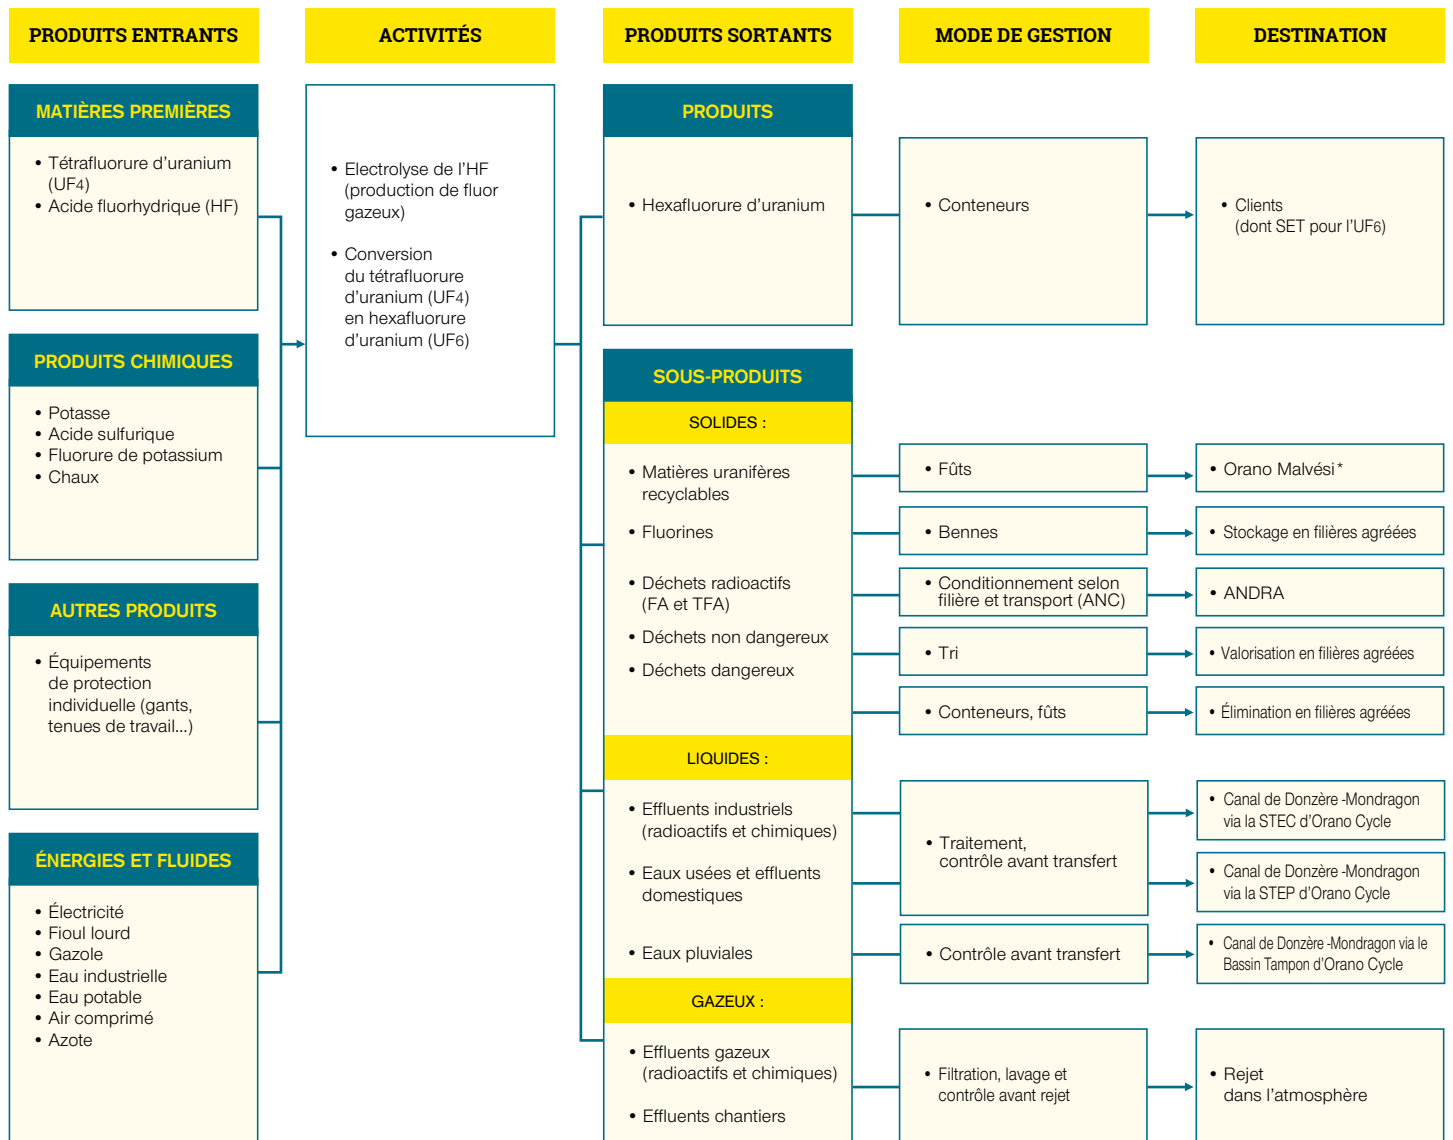 PRODUITS ENTRANTS
ACTIVITÉS
PRODUITS SORTANTS
MODE DE GESTION
DESTINATION
MATIÈRES PREMIÈRES
• Tétrafluorure d'uranium
(UF4)
• Acide fluorhydrique (HF)
PRODUITS CHIMIQUES
• Potasse
• Acide sulfurique
• Fluorure de potassium
• Chaux
AUTRES PRODUITS
• Équipements
de protection
individuelle (gants,
tenues de travail...)
ÉNERGIES ET FLUIDES
• Électricité
• Fioul lourd
• Gazole
• Eau industrielle
• Eau potable
• Air comprimé
• Azote
• Electrolyse de l'HF
(production de fluor
gazeux)
• Conversion
du tétrafluorure
d'uranium (UF4)
en hexafluorure
d'uranium (UF6)
PRODUITS
• Hexafluorure d'uranium
• Conteneurs
• Clients
(dont SET pour l'UF6)
SOUS-PRODUITS
SOLIDES :
• Matières uranifères
recyclables
• Fûts
• Orano Malvési*
• Fluorines
• Bennes
• Stockage en filières agréées
• Déchets radioactifs
(FA et TFA)
• Conditionnement selon
filière et transport (ANC)
• ANDRA
• Déchets non dangereux
• Tri
• Valorisation en filières agréées
• Déchets dangereux
• Conteneurs, fûts
• Élimination en filières agréées
LIQUIDES :
• Effluents industriels
(radioactifs et chimiques)
• Eaux usées et effluents
domestiques
• Traitement,
contrôle avant transfert
• Canal de Donzère -Mondragon
via la STEC d'Orano Cycle
• Canal de Donzère -Mondragon
via la STEP d'Orano Cycle
• Eaux pluviales
• Contrôle avant transfert
• Canal de Donzère -Mondragon via le
Bassin Tampon d'Orano Cycle
GAZEUX :
• Effluents gazeux
(radioactifs et chimiques)
• Effluents chantiers
• Filtration, lavage et
contrôle avant rejet
• Rejet
dans l'atmosphère